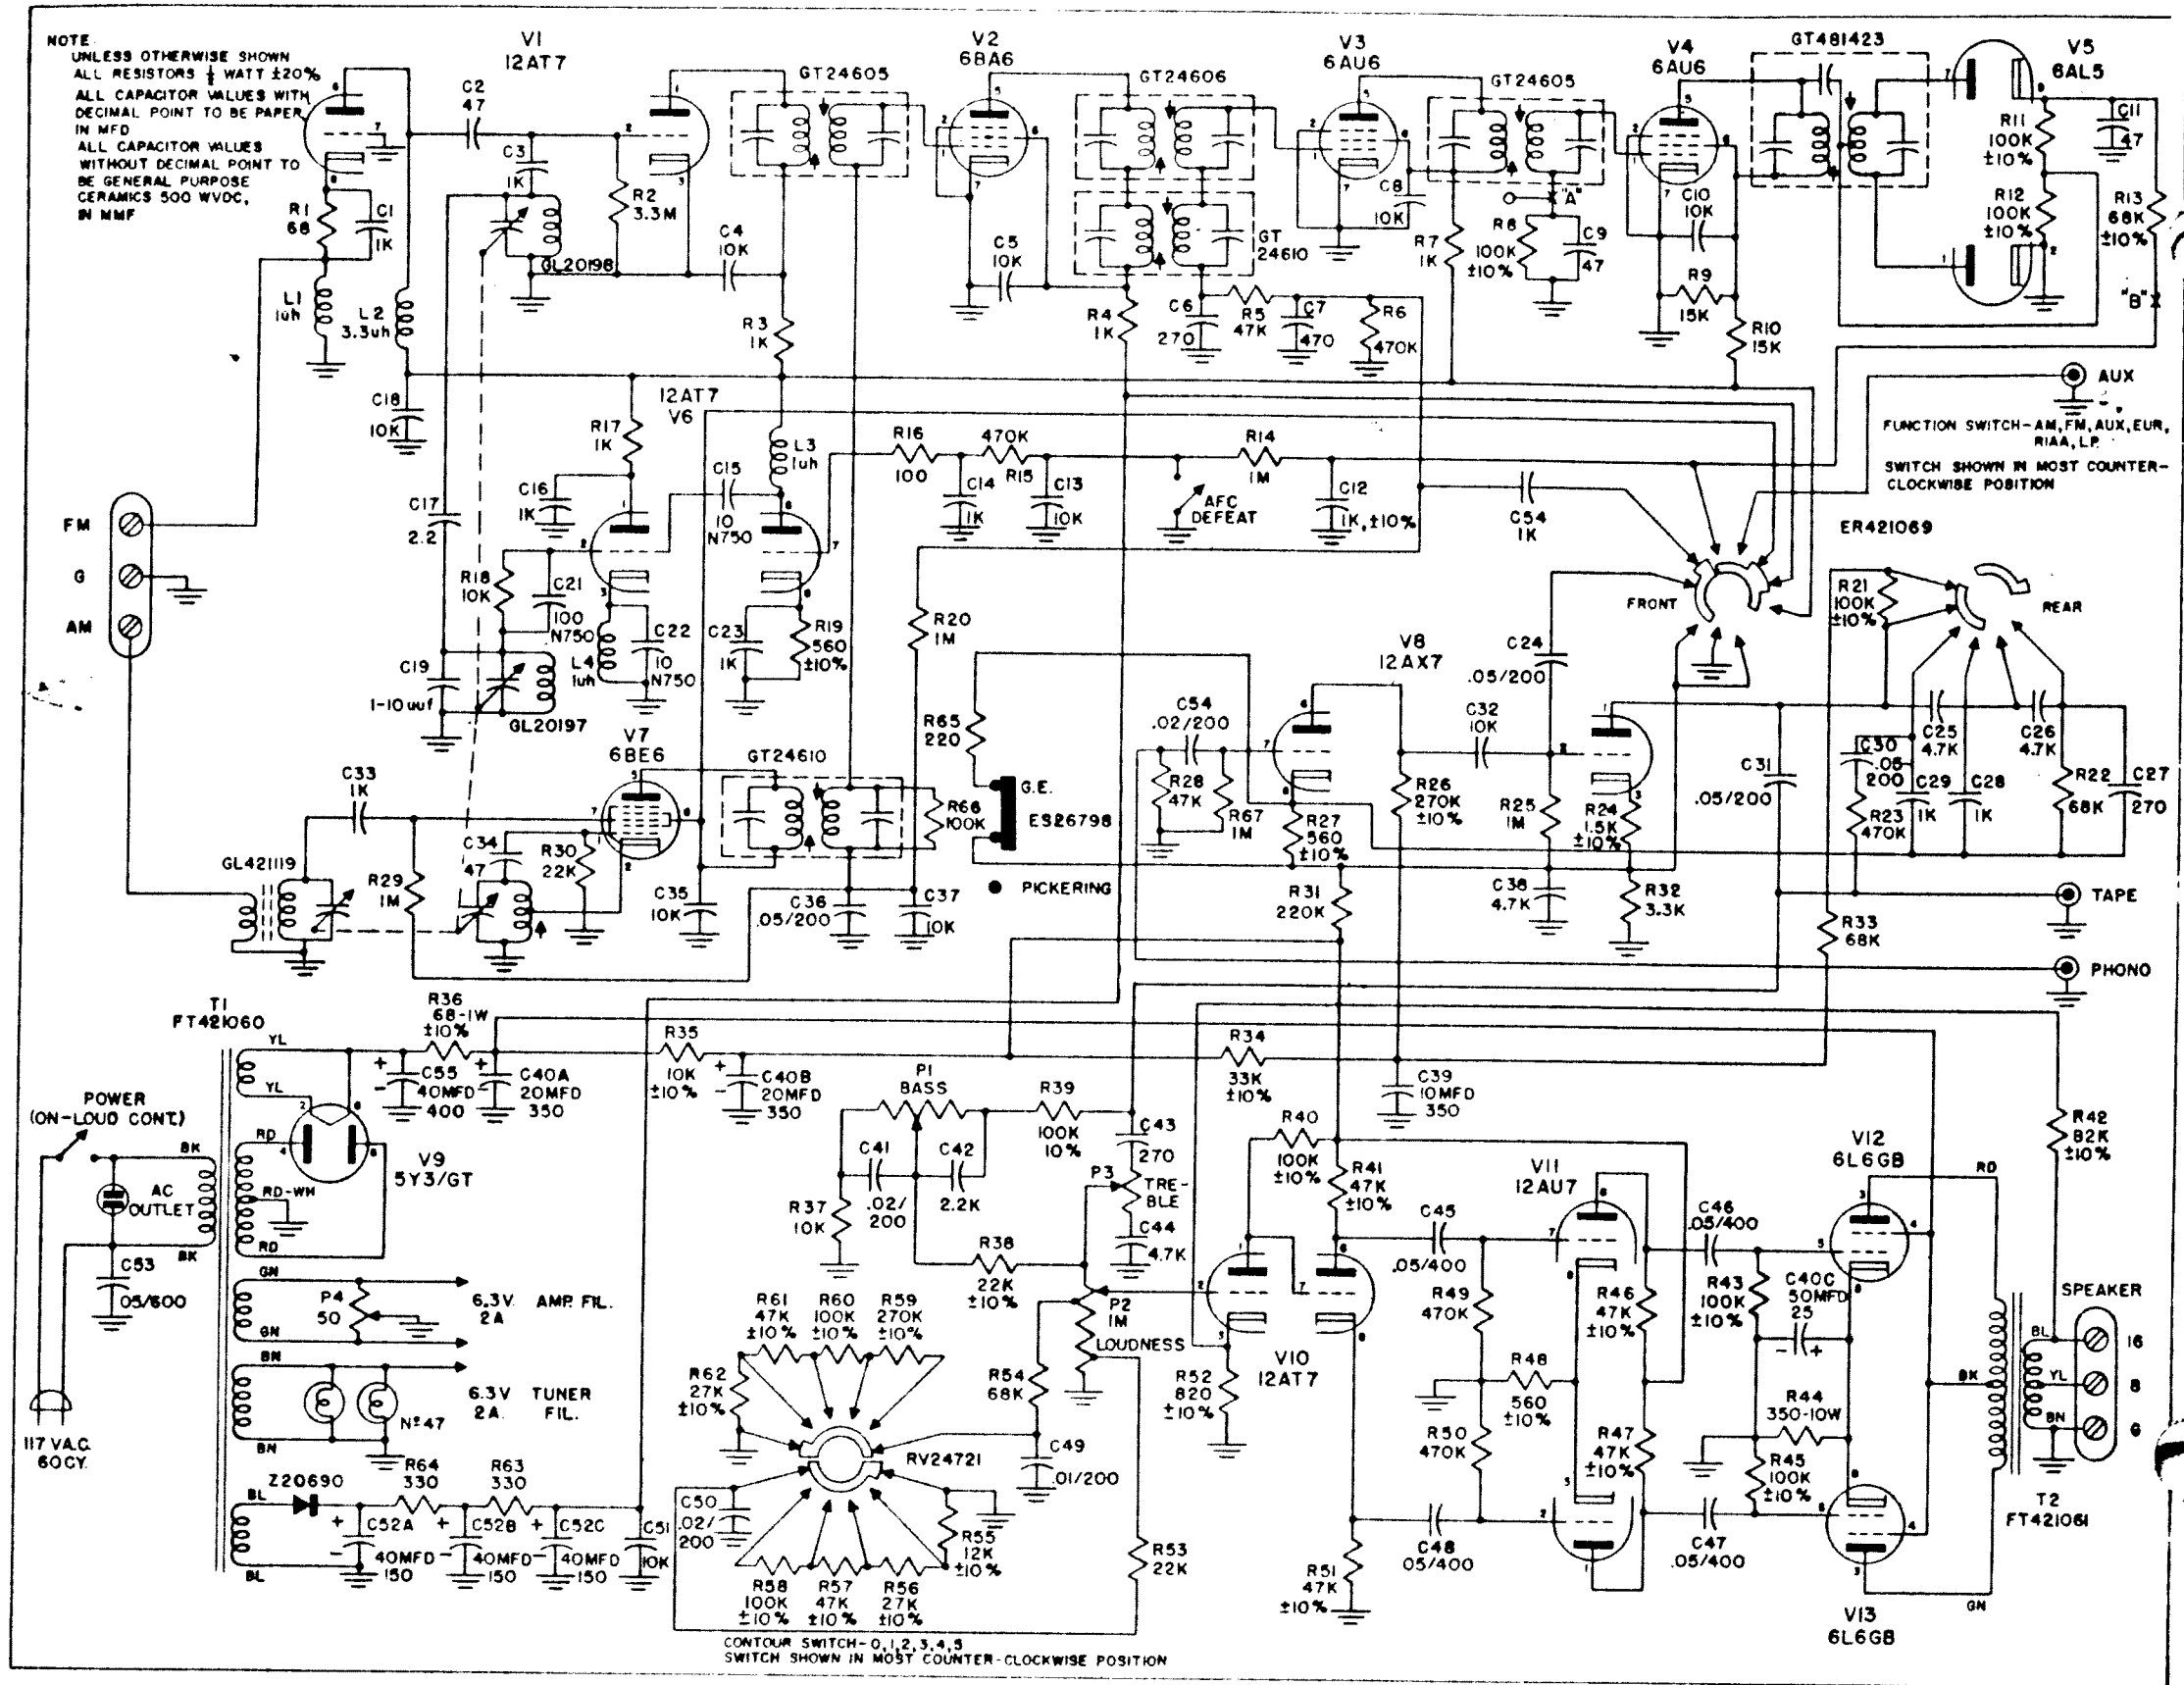 NOTE
UNLESS OTHERWISE SHOWN
ALL RESISTORS ½ WATT ±20%
ALL CAPACITOR VALUES WITH
DECIMAL POINT TO BE PAPER
IN MFD
ALL CAPACITOR VALUES
WITHOUT DECIMAL POINT TO
BE GENERAL PURPOSE
CERAMICS 500 WVDC,
IN MMF
V1
12AT7
V2
6BA6
V3
6AU6
V4
6AU6
V5
6AL5
GT24605
GT24606
GT24605
GT481423
C2
47
C3
1K
R1
68
C1
1K
R2
3.3M
GL20198
C4
10K
C5
10K
GT
24610
C8
10K
R7
1K
"A"
R8
100K
±10%
C9
47
C10
10K
R9
15K
R10
15K
R11
100K
±10%
R12
100K
±10%
C11
47
R13
68K
±10%
"B"
L1
1uh
L2
3.3uh
R3
1K
R4
1K
C6
270
R5
47K
C7
470
R6
470K
AUX
FUNCTION SWITCH-AM, FM, AUX, EUR,
RIAA, LP.
SWITCH SHOWN IN MOST COUNTER-
CLOCKWISE POSITION
C18
10K
12AT7
V6
R17
1K
L3
1uh
R16
100
470K
R15
R14
1M
C16
1K
C15
10
N750
C14
1K
C13
10K
AFC
DEFEAT
C12
1K,±10%
C54
1K
ER421069
FM
G
AM
C17
2.2
R18
10K
C21
100
N750
C22
10
N750
L4
1uh
C23
1K
R19
560
±10%
R20
1M
FRONT
REAR
R21
100K
±10%
C19
1-10uuf
GL20197
V8
12AX7
C24
.05/200
V7
6BE6
GT24610
R65
220
C54
.02/200
R28
47K
R67
1M
G.E.
ES26798
PICKERING
C32
10K
R26
270K
±10%
R25
1M
R24
1.5K
±10%
R27
560
±10%
C31
.05/200
C30
.05
200
C25
4.7K
C26
4.7K
C29
1K
C28
1K
R22
68K
C27
270
R23
470K
C33
1K
GL421119
R29
1M
C34
47
R30
22K
C35
10K
R66
100K
C36
.05/200
C37
10K
R31
220K
C38
4.7K
R32
3.3K
R33
68K
TAPE
PHONO
T1
FT421060
YL
YL
R36
68-1W
±10%
C55
40MFD
400
C40A
20MFD
350
R35
10K
±10%
C40B
20MFD
350
R34
33K
±10%
C39
10MFD
350
POWER
(ON-LOUD CONT.)
BK
BK
AC
OUTLET
C53
.05/600
117 V.A.C.
60CY.
RD
RD-WH
RD
V9
5Y3/GT
P1
BASS
R39
100K
10%
C41
.02/
200
C42
2.2K
R37
10K
C43
270
P3
TRE-
BLE
C44
4.7K
R38
22K
±10%
P2
1M
LOUDNESS
R40
100K
±10%
R41
47K
±10%
V10
12AT7
R52
820
±10%
V11
12AU7
C45
.05/400
R49
470K
R50
470K
R48
560
±10%
R46
47K
±10%
R47
47K
±10%
C46
.05/400
R43
100K
±10%
C40C
50MFD
25
R44
350-10W
R45
100K
±10%
C47
.05/400
C48
.05/400
R51
47K
±10%
V12
6L6GB
V13
6L6GB
RD
BK
GN
R42
82K
±10%
SPEAKER
BL
YL
BN
16
8
T2
FT421061
GN
P4
50
GN
6.3V. AMP. FIL.
2A
BN
BN
6.3V TUNER
2A. FIL.
Nº47
BL
BL
Z20690
R64
330
R63
330
C52A
40MFD
150
C52B
40MFD
150
C52C
40MFD
150
C51
10K
R61
47K
±10%
R60
100K
±10%
R59
270K
±10%
R62
27K
±10%
R54
68K
RV24721
C49
.01/200
C50
.02/
200
R55
12K
±10%
R53
22K
R58
100K
±10%
R57
47K
±10%
R56
27K
±10%
CONTOUR SWITCH-0,1,2,3,4,5
SWITCH SHOWN IN MOST COUNTER-CLOCKWISE POSITION